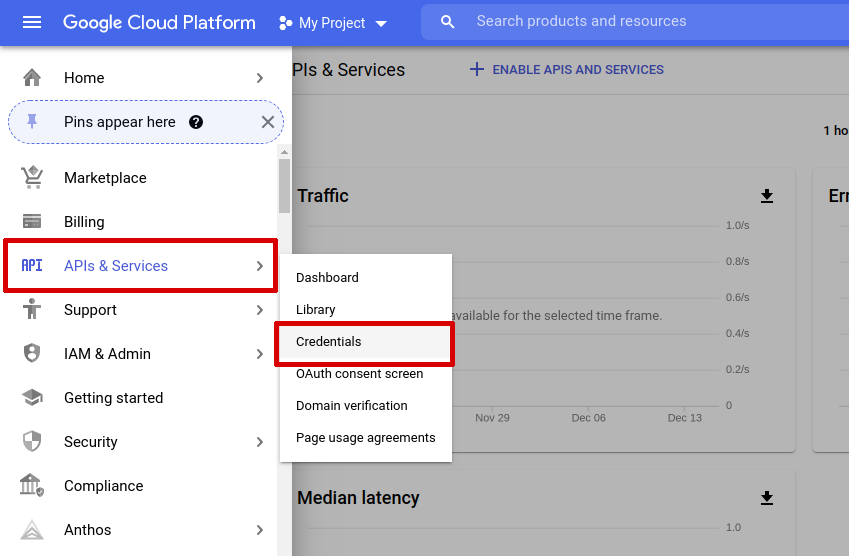 Google Cloud Platform
My Project
Search products and resources
Home
Pins appear here
Marketplace
Billing
API
APIs & Services
Support
IAM & Admin
Getting started
Security
Compliance
Anthos
Dashboard
Library
Credentials
OAuth consent screen
Domain verification
Page usage agreements
PIs & Services
ENABLE APIS AND SERVICES
1 ho
Traffic
1.0/s
0.8/s
0.6/s
available for the selected time frame.
0.4/s
0.2/s
0
Nov 29
Dec 06
Dec 13
Err
Median latency
1.0